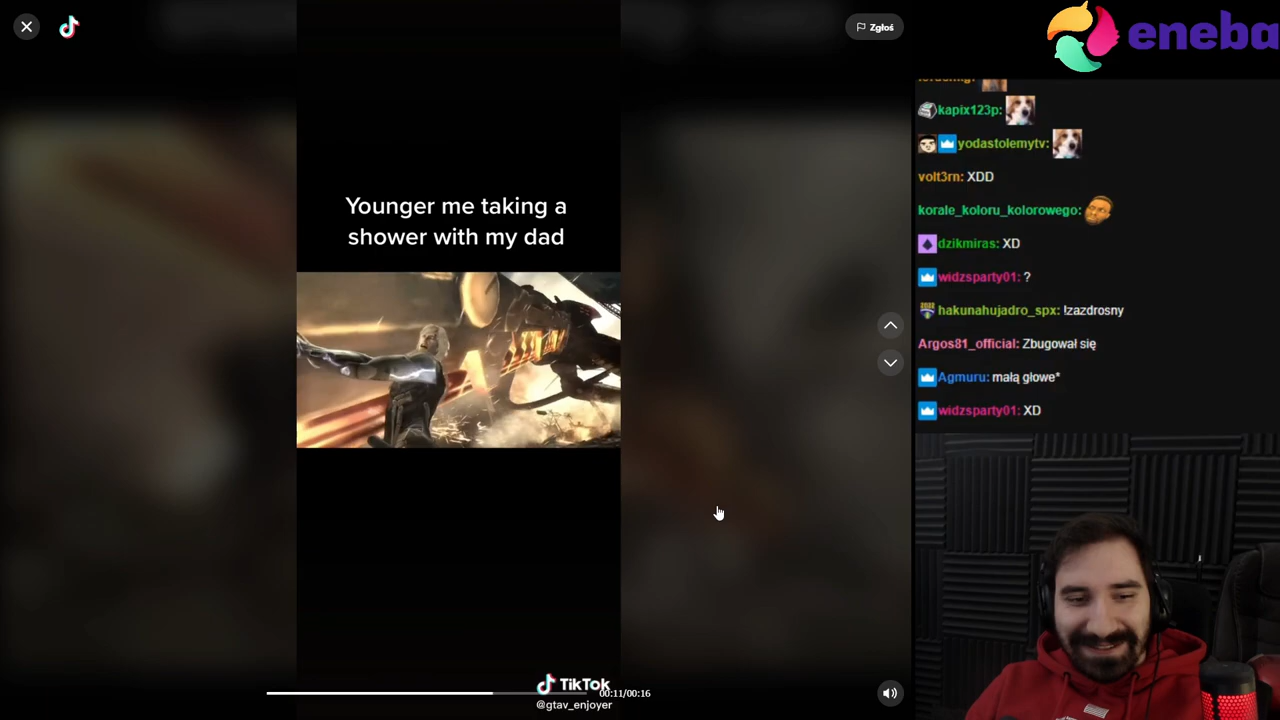 Zgłoś
eneba
Younger me taking a
shower with my dad
kapix123p:
yodastolemytv:
volt3rn: XDD
korale_koloru_kolorowego:
dzikmiras: XD
widzsparty01: ?
hakunahujadro_spx: !zazdrosny
Argos81_official: Zbugował się
Agmuru: małą głowe*
widzsparty01: XD
TikTok
00:11/00:16
@gtav_enjoyer